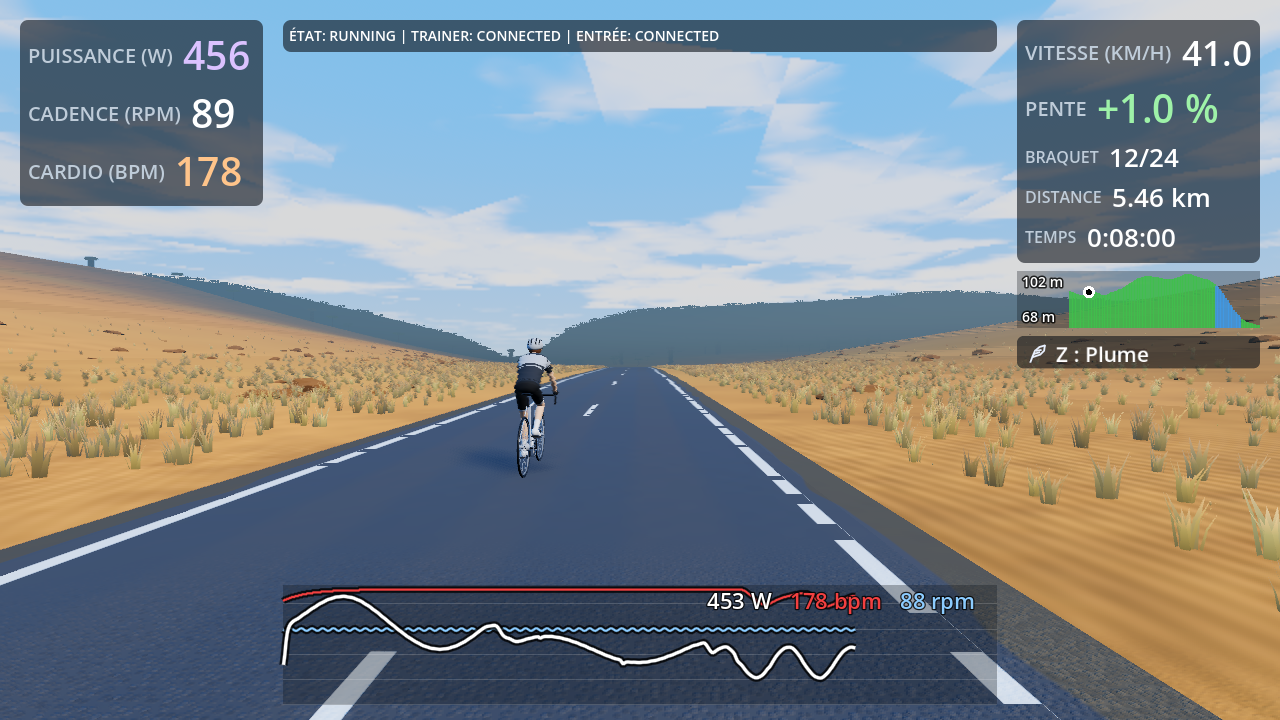 PUISSANCE (W) 456
CADENCE (RPM) 89
CARDIO (BPM) 178
ÉTAT: RUNNING | TRAINER: CONNECTED | ENTRÉE: CONNECTED
VITESSE (KM/H) 41.0
PENTE +1.0 %
BRAQUET 12/24
DISTANCE 5.46 km
TEMPS 0:08:00
102 m
68 m
Z : Plume
453 W 178 bpm 88 rpm